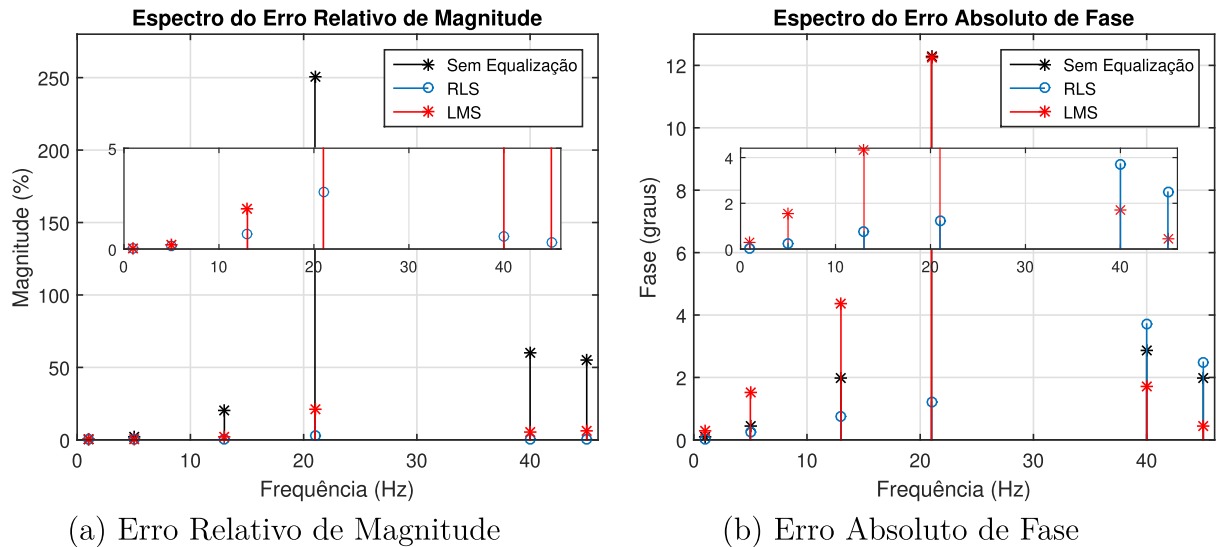 Espectro do Erro Relativo de Magnitude
Magnitude (%)
250
200
150
100
50
0
0
10
20
30
40
Frequência (Hz)
Sem Equalização
RLS
LMS
5
0
0
10
20
30
40
(a) Erro Relativo de Magnitude
Espectro do Erro Absoluto de Fase
Fase (graus)
12
10
8
6
4
2
0
0
10
20
30
40
Frequência (Hz)
Sem Equalização
RLS
LMS
4
2
0
0
10
20
30
40
(b) Erro Absoluto de Fase